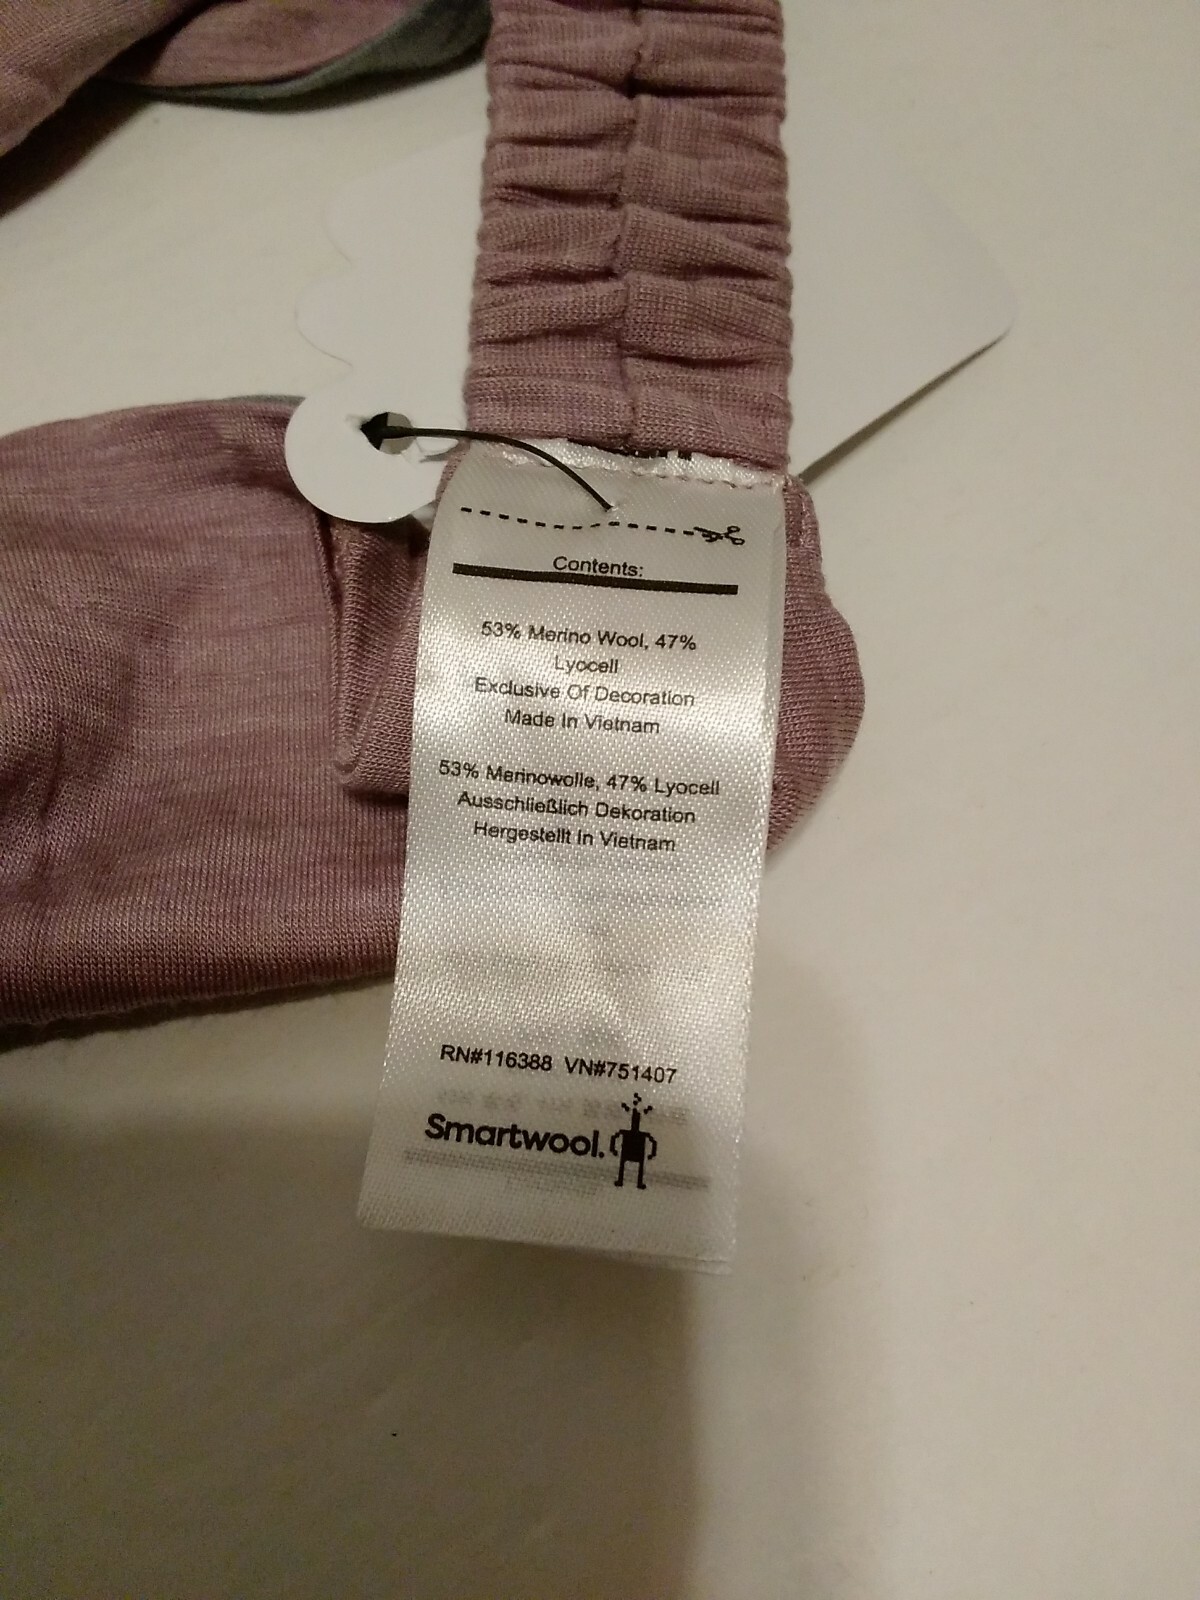 Contents:
53% Merino Wool, 47%
Lyocell
Exclusive Of Decoration
Made In Vietnam
53% Merinowolle, 47% Lyocell
Ausschließlich Dekoration
Hergestellt In Vietnam
RN#116388 VN#751407
Smartwool.